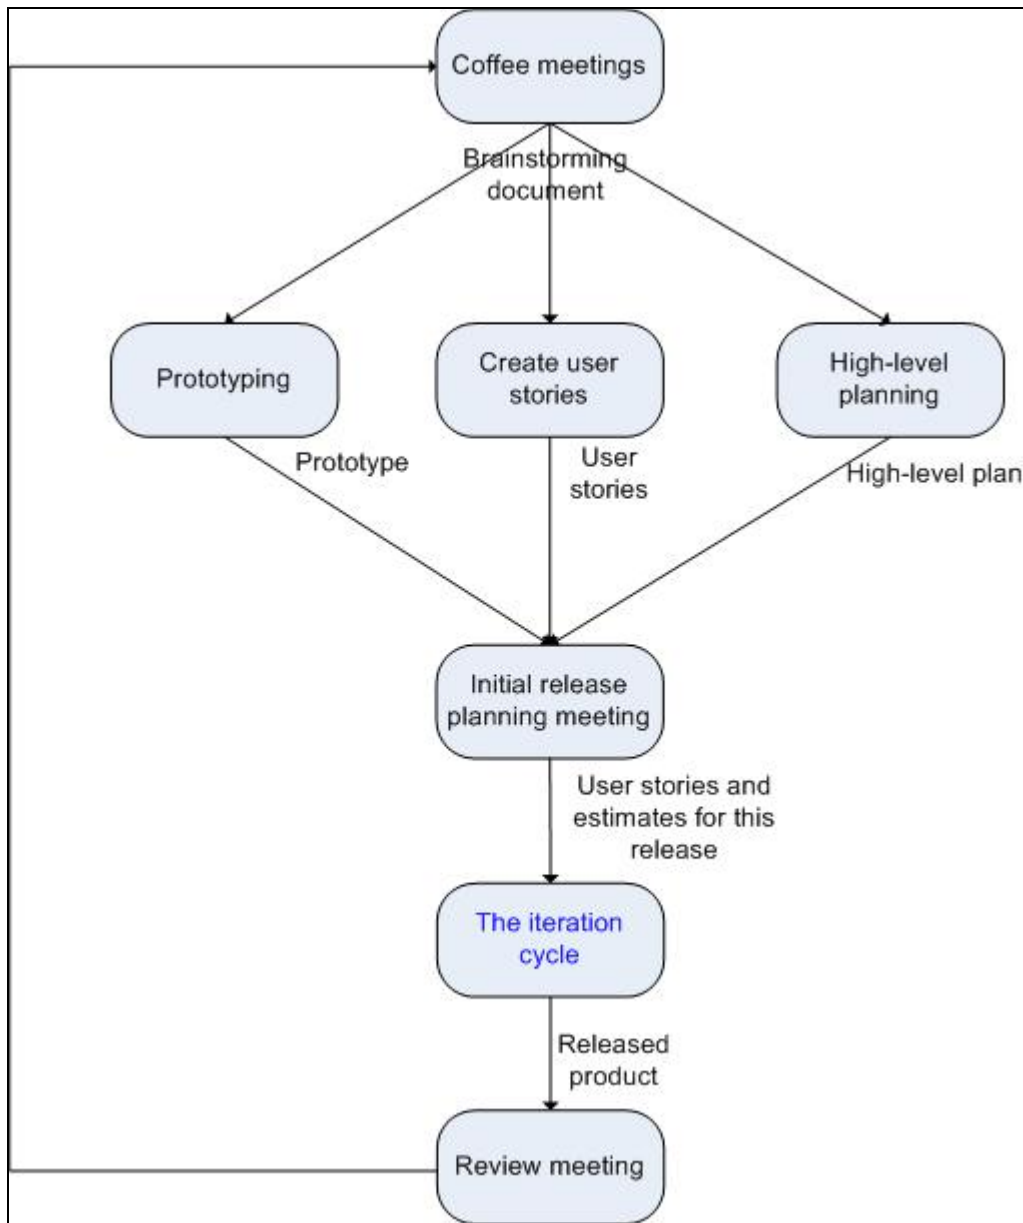 Coffee meetings
Brainstorming
document
Prototyping
Create user
stories
High-level
planning
Prototype
User
stories
High-level plan
Initial release
planning meeting
User stories and
estimates for this
release
The iteration
cycle
Released
product
Review meeting